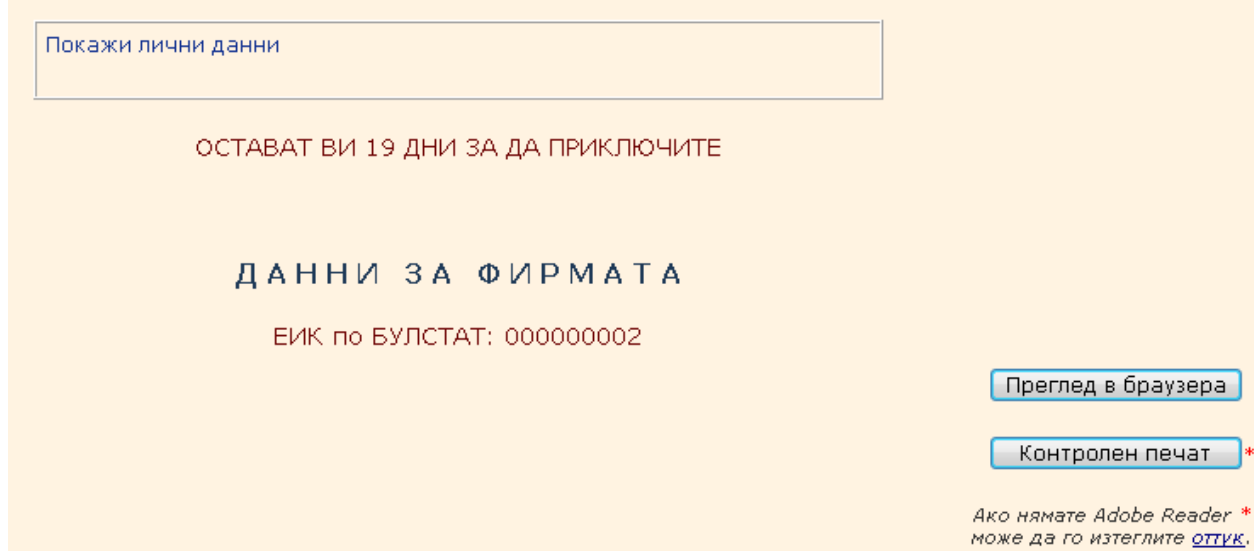 Покажи лични данни
ОСТАВАТ ВИ 19 ДНИ ЗА ДА ПРИКЛЮЧИТЕ
ДАННИ ЗА ФИРМАТА
ЕИК по БУЛСТАТ: 000000002
Преглед в браузера
Контролен печат *
Ако нямате Adobe Reader *
може да го изтеглите оттук.